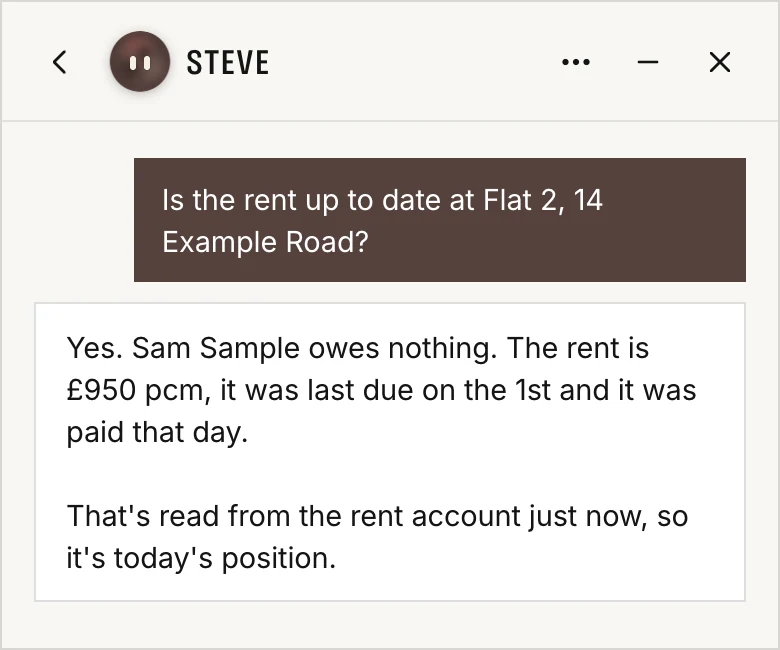 STEVE
Is the rent up to date at Flat 2, 14
Example Road?
Yes. Sam Sample owes nothing. The rent is
£950 pcm, it was last due on the 1st and it was
paid that day.
That's read from the rent account just now, so
it's today's position.